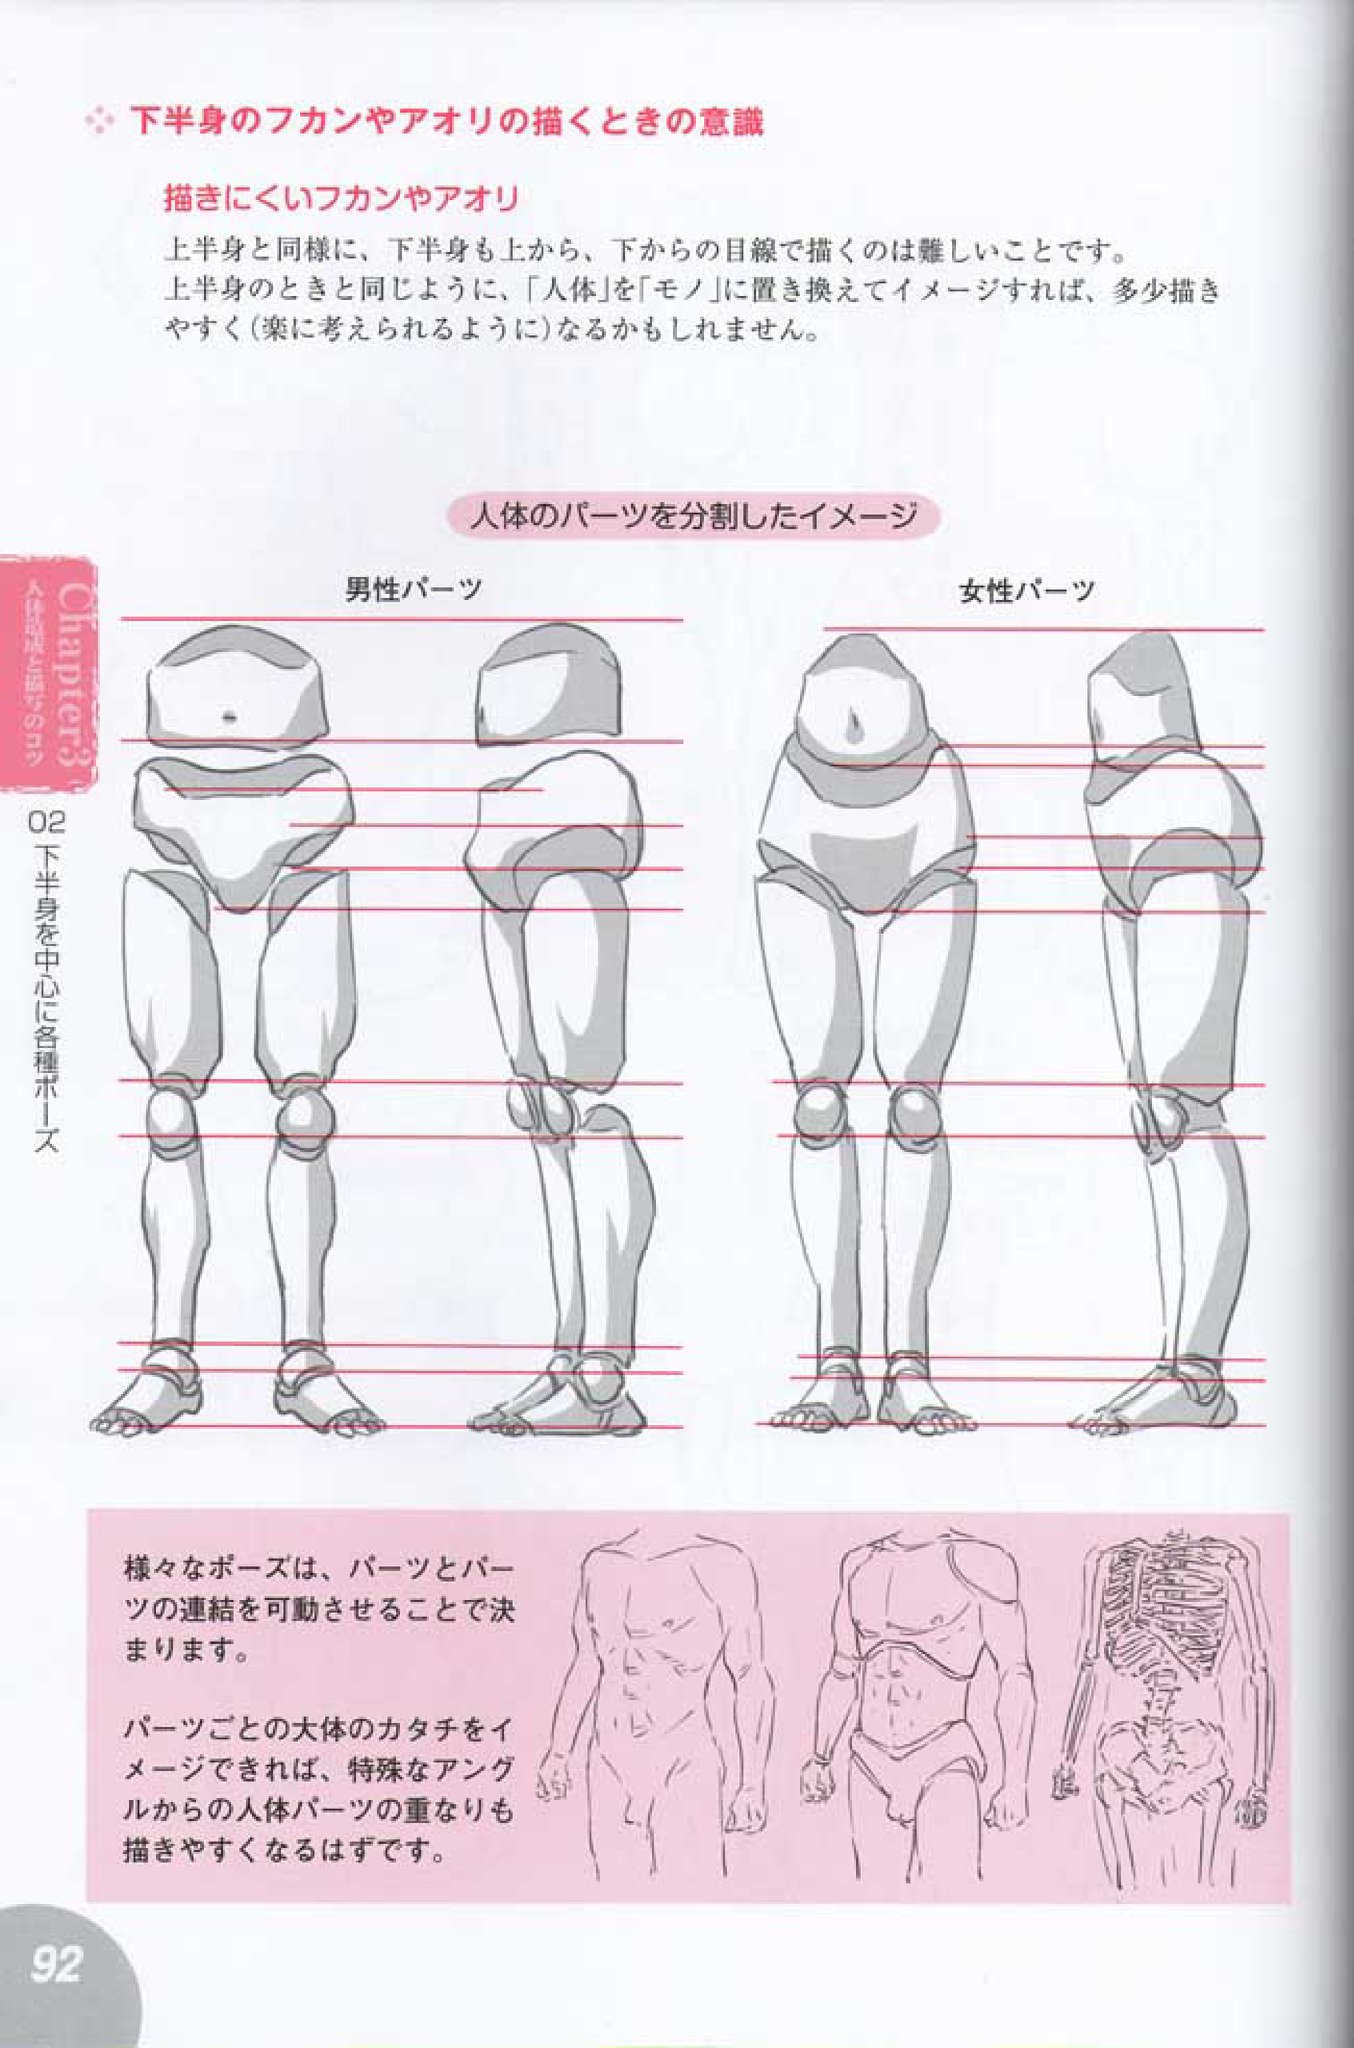 下半身のフカンやアオリの描くときの意識
描きにくいフカンやアオリ
上半身と同様に、下半身も上から、下からの目線で描くのは難しいことです。
上半身のときと同じように、「人体」を「モノ」に置き換えてイメージすれば、多少描き
やすく(楽に考えられるように)なるかもしれません。
人体のパーツを分割したイメージ
男性パーツ
女性パーツ
Chapter3
人体造成と描写のコツ
02 下半身を中心に各種ポーズ
様々なポーズは、パーツとパー
ツの連結を可動させることで決
まります。
パーツごとの大体のカタチをイ
メージできれば、特殊なアング
ルからの人体パーツの重なりも
描きやすくなるはずです。
92